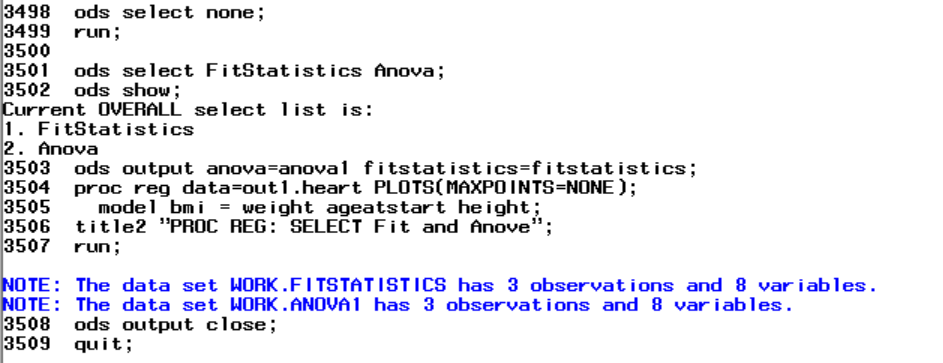 3498  ods select none;
3499  run;
3500
3501  ods select FitStatistics Anova;
3502  ods show;
Current OVERALL select list is:
1. FitStatistics
2. Anova
3503  ods output anova=anova1 fitstatistics=fitstatistics;
3504  proc reg data=out1.heart PLOTS(MAXPOINTS=NONE);
3505    model bmi = weight ageatstart height;
3506  title2 "PROC REG: SELECT Fit and Anove";
3507  run;
NOTE: The data set WORK.FITSTATISTICS has 3 observations and 8 variables.
NOTE: The data set WORK.ANOVA1 has 3 observations and 8 variables.
3508  ods output close;
3509  quit;